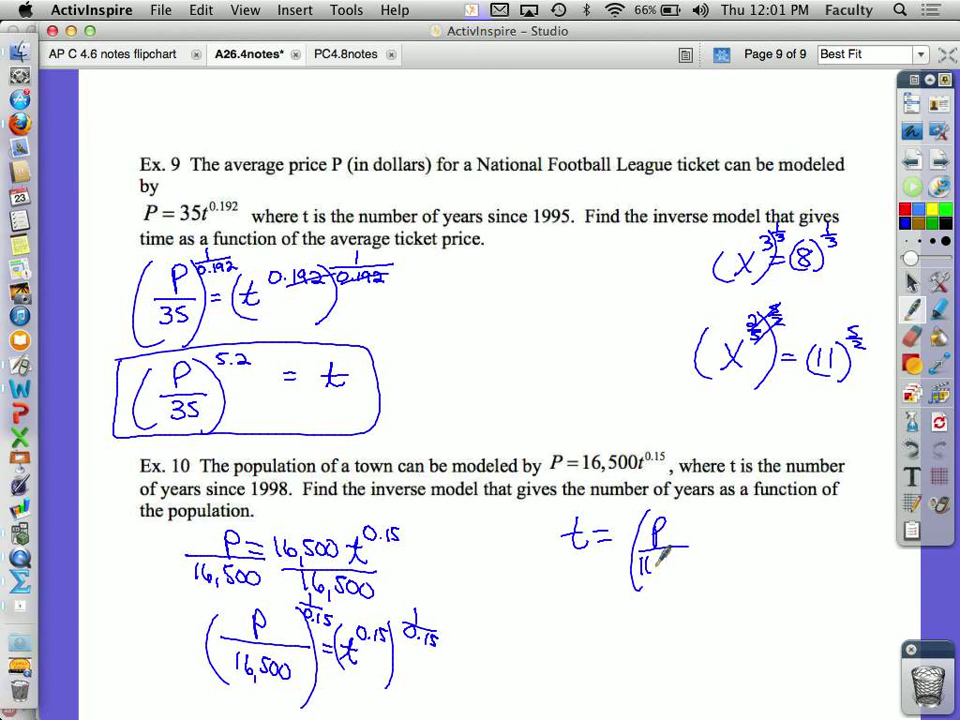 ActivInspire File Edit View Insert Tools Help 66% Thu 12:01 PM Faculty
ActivInspire - Studio
AP C 4.6 notes flipchart A26.4notes* PC4.8notes Page 9 of 9 Best Fit
Ex. 9 The average price P (in dollars) for a National Football League ticket can be modeled
by
P = 35t^0.192 where t is the number of years since 1995. Find the inverse model that gives
time as a function of the average ticket price.
(P/35)^(1/0.192) = (t^0.192)^(1/0.192)
(x^3)^(1/3) = (8)^(1/3)
(P/35)^5.2 = t
(x^(2/5))^(5/2) = (11)^(5/2)
Ex. 10 The population of a town can be modeled by P = 16,500t^0.15, where t is the number
of years since 1998. Find the inverse model that gives the number of years as a function of
the population.
P/16,500 = 16,500 t^0.15/16,500
t = (P/1
(P/16,500)^(1/0.15) = (t^0.15)^(1/0.15)
23